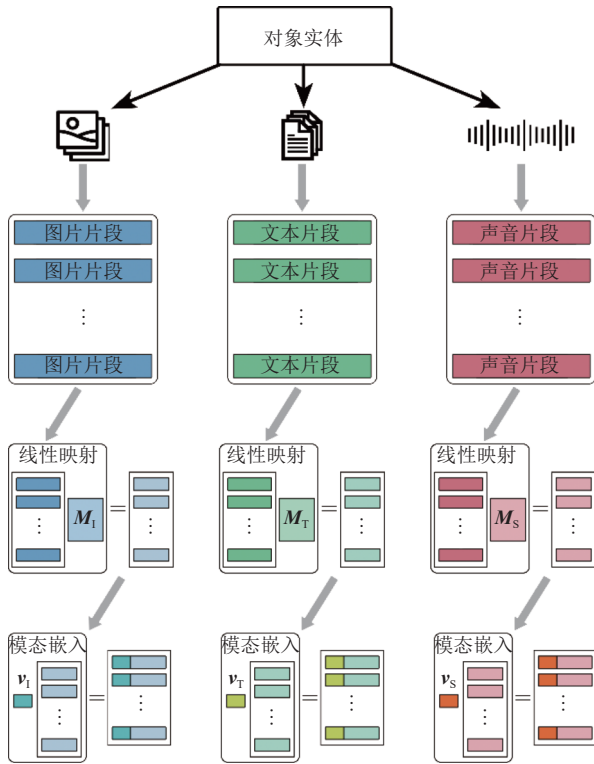 对象实体
图片片段 文本片段 声音片段
图片片段 文本片段 声音片段
⋮ ⋮ ⋮
图片片段 文本片段 声音片段
线性映射 线性映射 线性映射
⋮ M_I = ⋮ ⋮ M_T = ⋮ ⋮ M_S = ⋮
模态嵌入 模态嵌入 模态嵌入
v_I ⋮ = ⋮ v_T ⋮ = ⋮ v_S ⋮ = ⋮